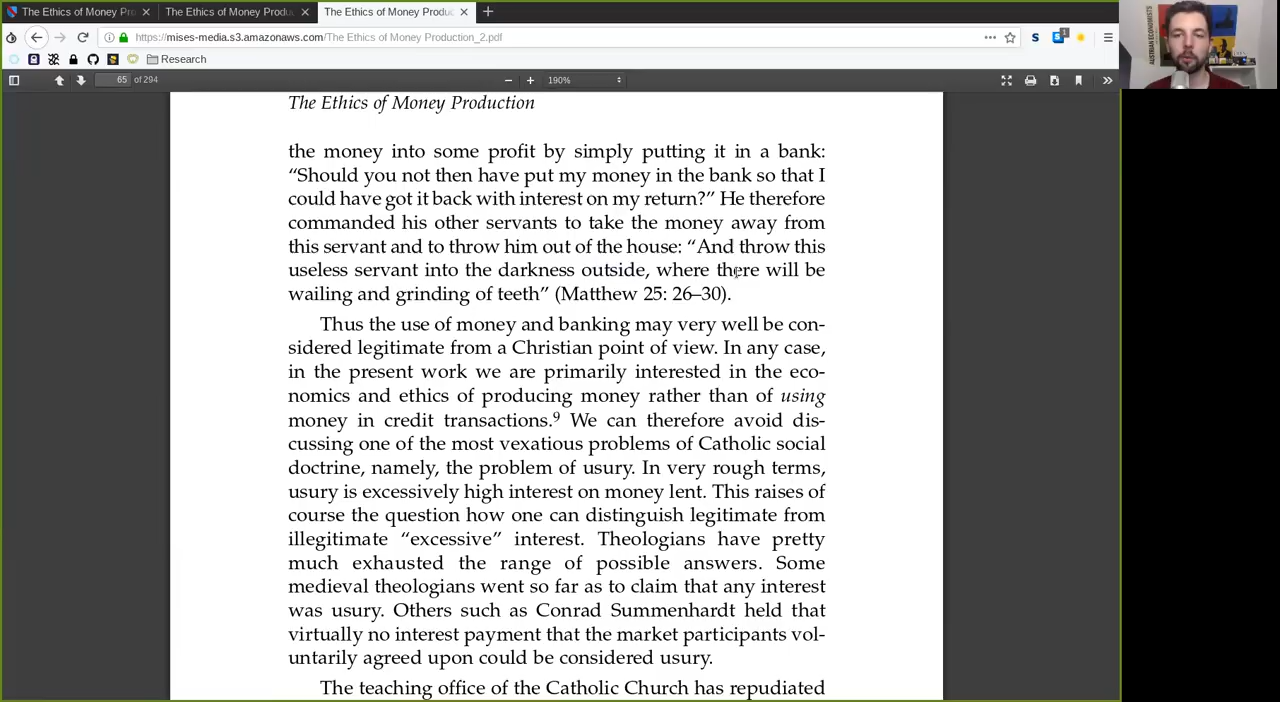 The Ethics of Money Pro
The Ethics of Money Produ
The Ethics of Money Produc
https://mises-media.s3.amazonaws.com/The Ethics of Money Production_2.pdf
Research
65 of 294
190%
AUSTRIAN ECONOMISTS
The Ethics of Money Production
the money into some profit by simply putting it in a bank:
“Should you not then have put my money in the bank so that I
could have got it back with interest on my return?” He therefore
commanded his other servants to take the money away from
this servant and to throw him out of the house: “And throw this
useless servant into the darkness outside, where there will be
wailing and grinding of teeth” (Matthew 25: 26–30).
Thus the use of money and banking may very well be con-
sidered legitimate from a Christian point of view. In any case,
in the present work we are primarily interested in the eco-
nomics and ethics of producing money rather than of using
money in credit transactions.9 We can therefore avoid dis-
cussing one of the most vexatious problems of Catholic social
doctrine, namely, the problem of usury. In very rough terms,
usury is excessively high interest on money lent. This raises of
course the question how one can distinguish legitimate from
illegitimate “excessive” interest. Theologians have pretty
much exhausted the range of possible answers. Some
medieval theologians went so far as to claim that any interest
was usury. Others such as Conrad Summenhardt held that
virtually no interest payment that the market participants vol-
untarily agreed upon could be considered usury.
The teaching office of the Catholic Church has repudiated